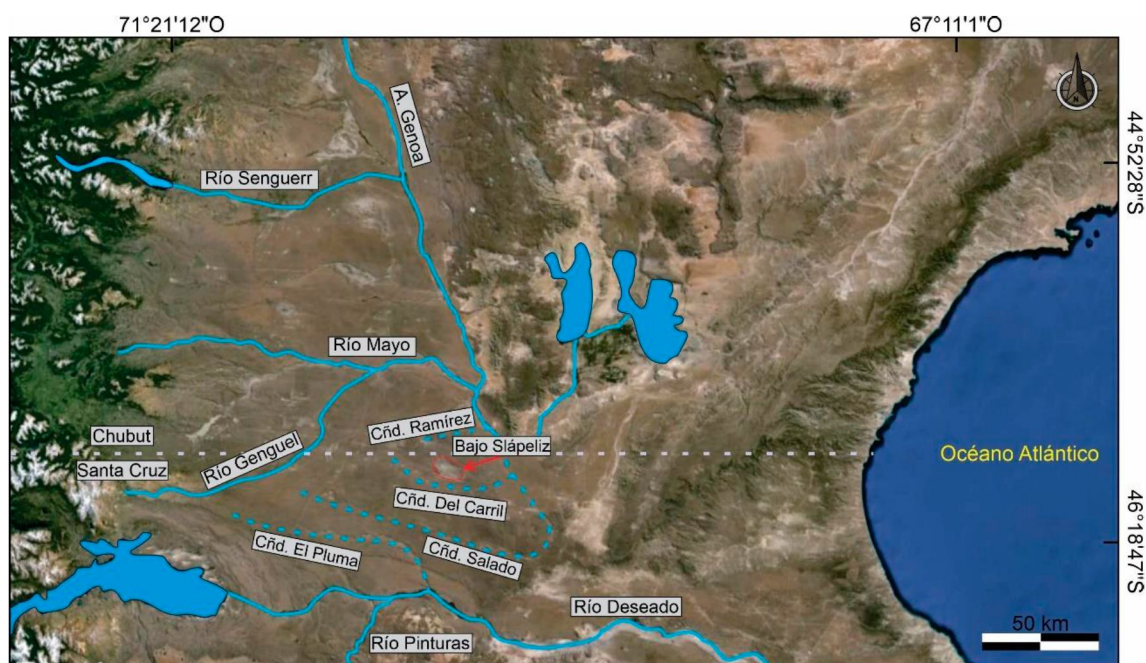 71°21'12"O
67°11'1"O
A. Genoa
44°52'28"S
Río Senguerr
Río Mayo
Cñd. Ramírez
Chubut
Bajo Slápeliz
Océano Atlántico
Santa Cruz
Río Genguel
Cñd. Del Carril
46°18'47"S
Cñd. El Pluma
Cñd. Salado
Río Deseado
50 km
Río Pinturas